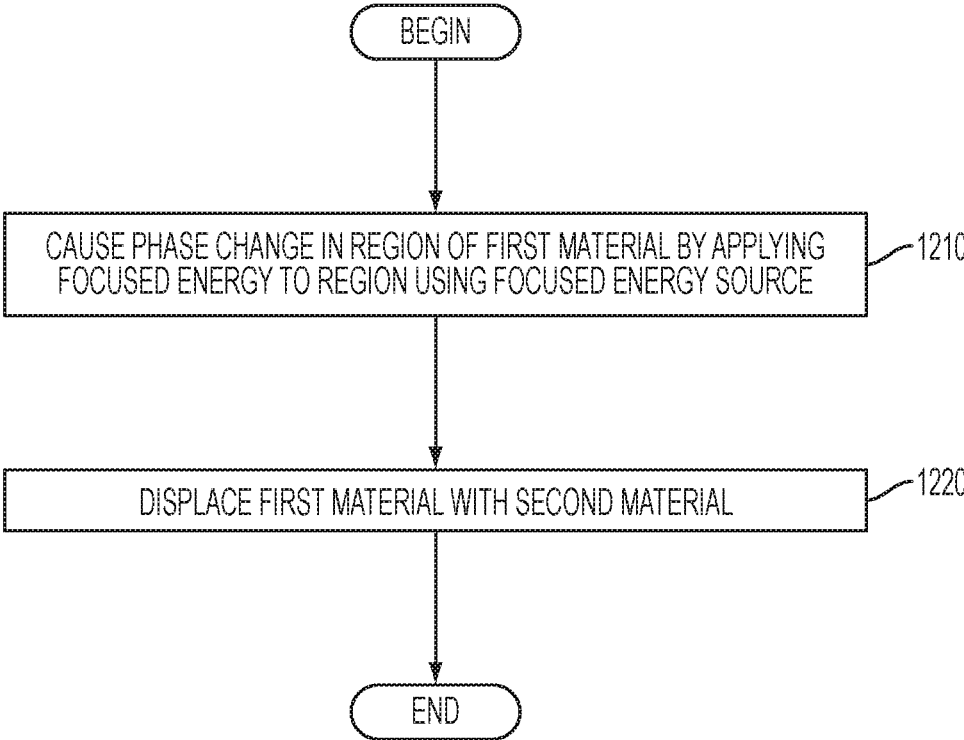 BEGIN
CAUSE PHASE CHANGE IN REGION OF FIRST MATERIAL BY APPLYING
FOCUSED ENERGY TO REGION USING FOCUSED ENERGY SOURCE
1210
DISPLACE FIRST MATERIAL WITH SECOND MATERIAL
1220
END